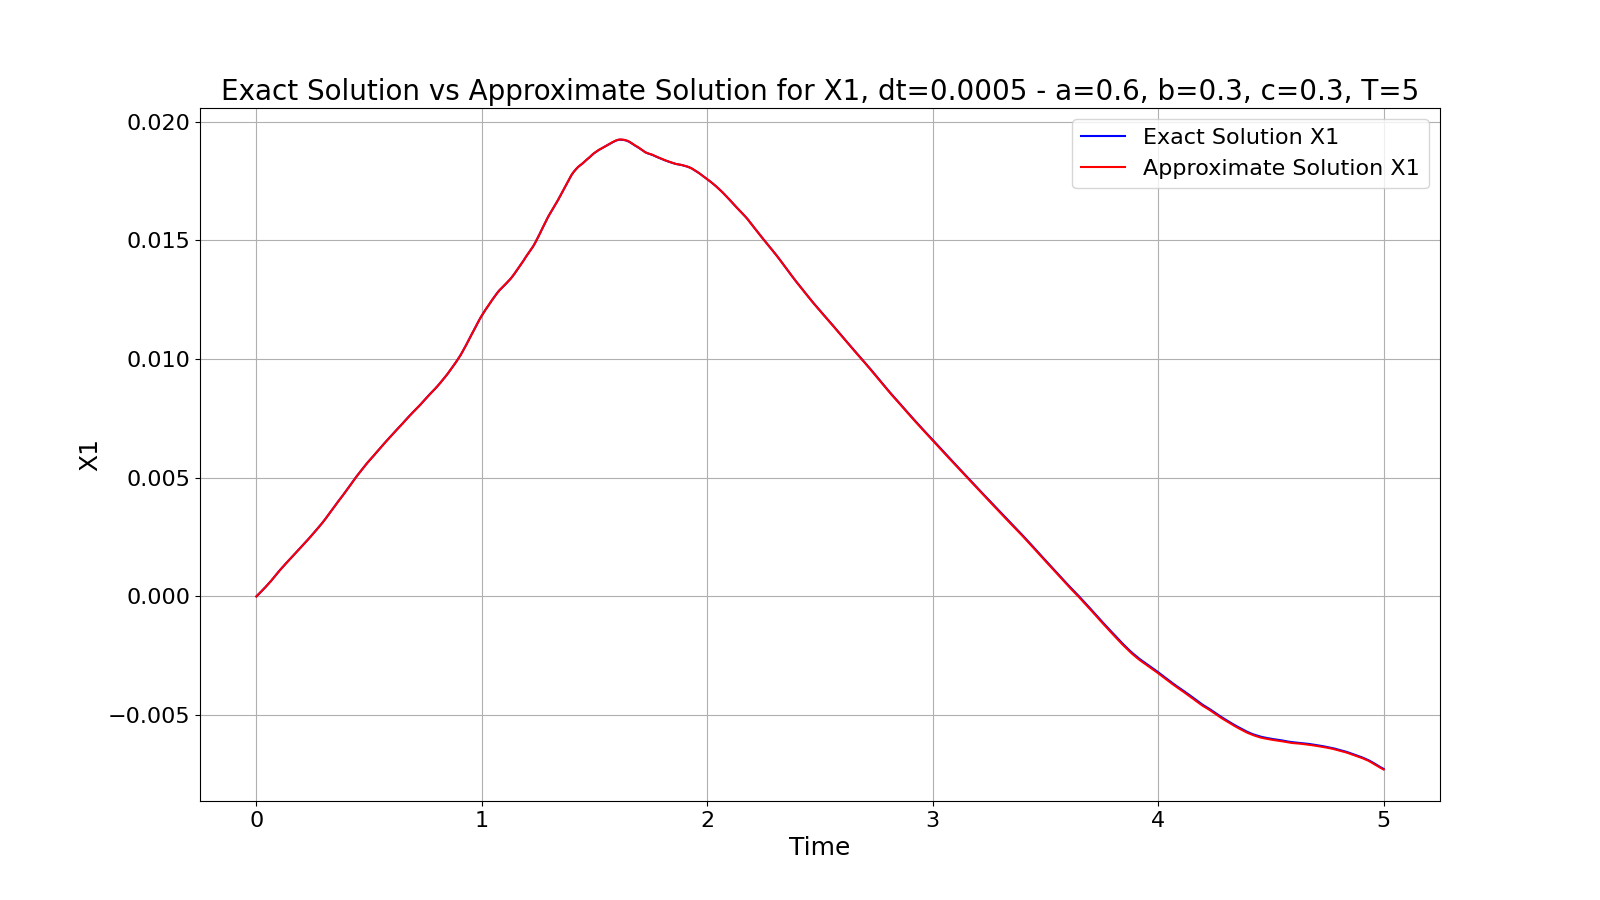 Exact Solution vs Approximate Solution for X1, dt=0.0005 - a=0.6, b=0.3, c=0.3, T=5
Exact Solution X1
Approximate Solution X1
0.020
0.015
0.010
0.005
0.000
−0.005
X1
0 1 2 3 4 5
Time